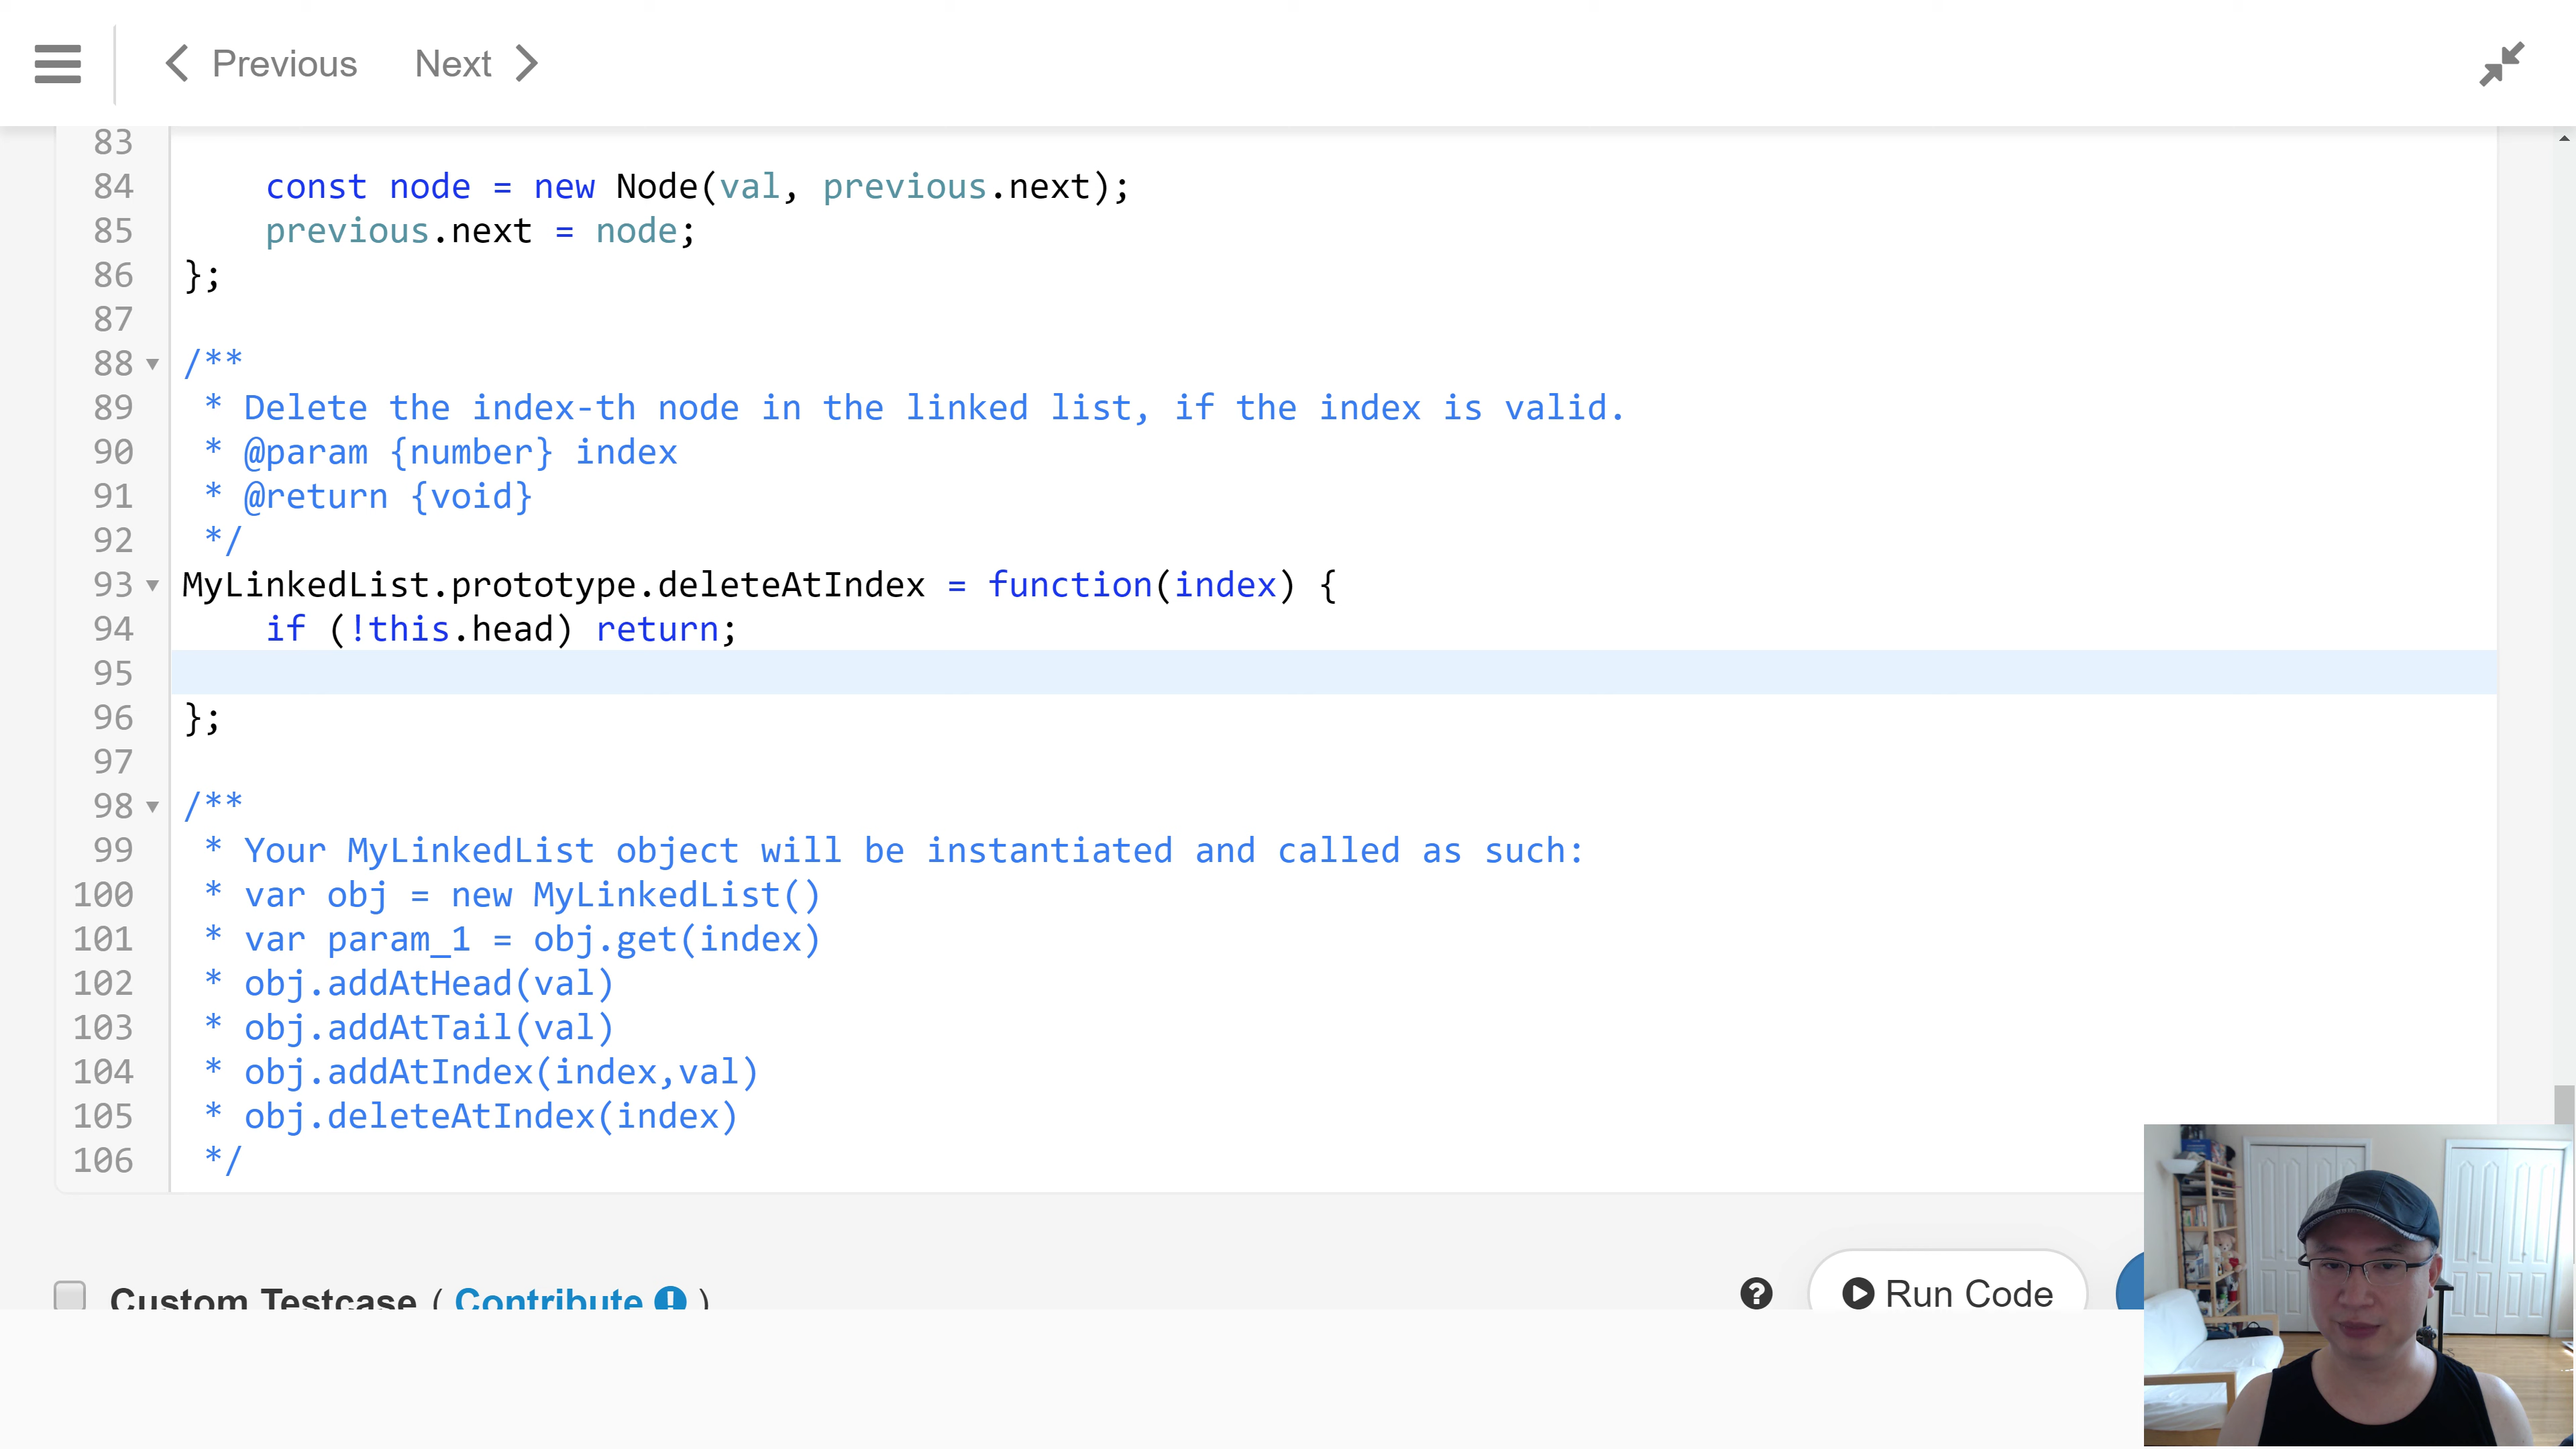 Previous Next
83
84 const node = new Node(val, previous.next);
85 previous.next = node;
86 };
87
88 /**
89 * Delete the index-th node in the linked list, if the index is valid.
90 * @param {number} index
91 * @return {void}
92 */
93 MyLinkedList.prototype.deleteAtIndex = function(index) {
94 if (!this.head) return;
95
96 };
97
98 /**
99 * Your MyLinkedList object will be instantiated and called as such:
100 * var obj = new MyLinkedList()
101 * var param_1 = obj.get(index)
102 * obj.addAtHead(val)
103 * obj.addAtTail(val)
104 * obj.addAtIndex(index,val)
105 * obj.deleteAtIndex(index)
106 */
Custom Testcase ( Contribute ) Run Code